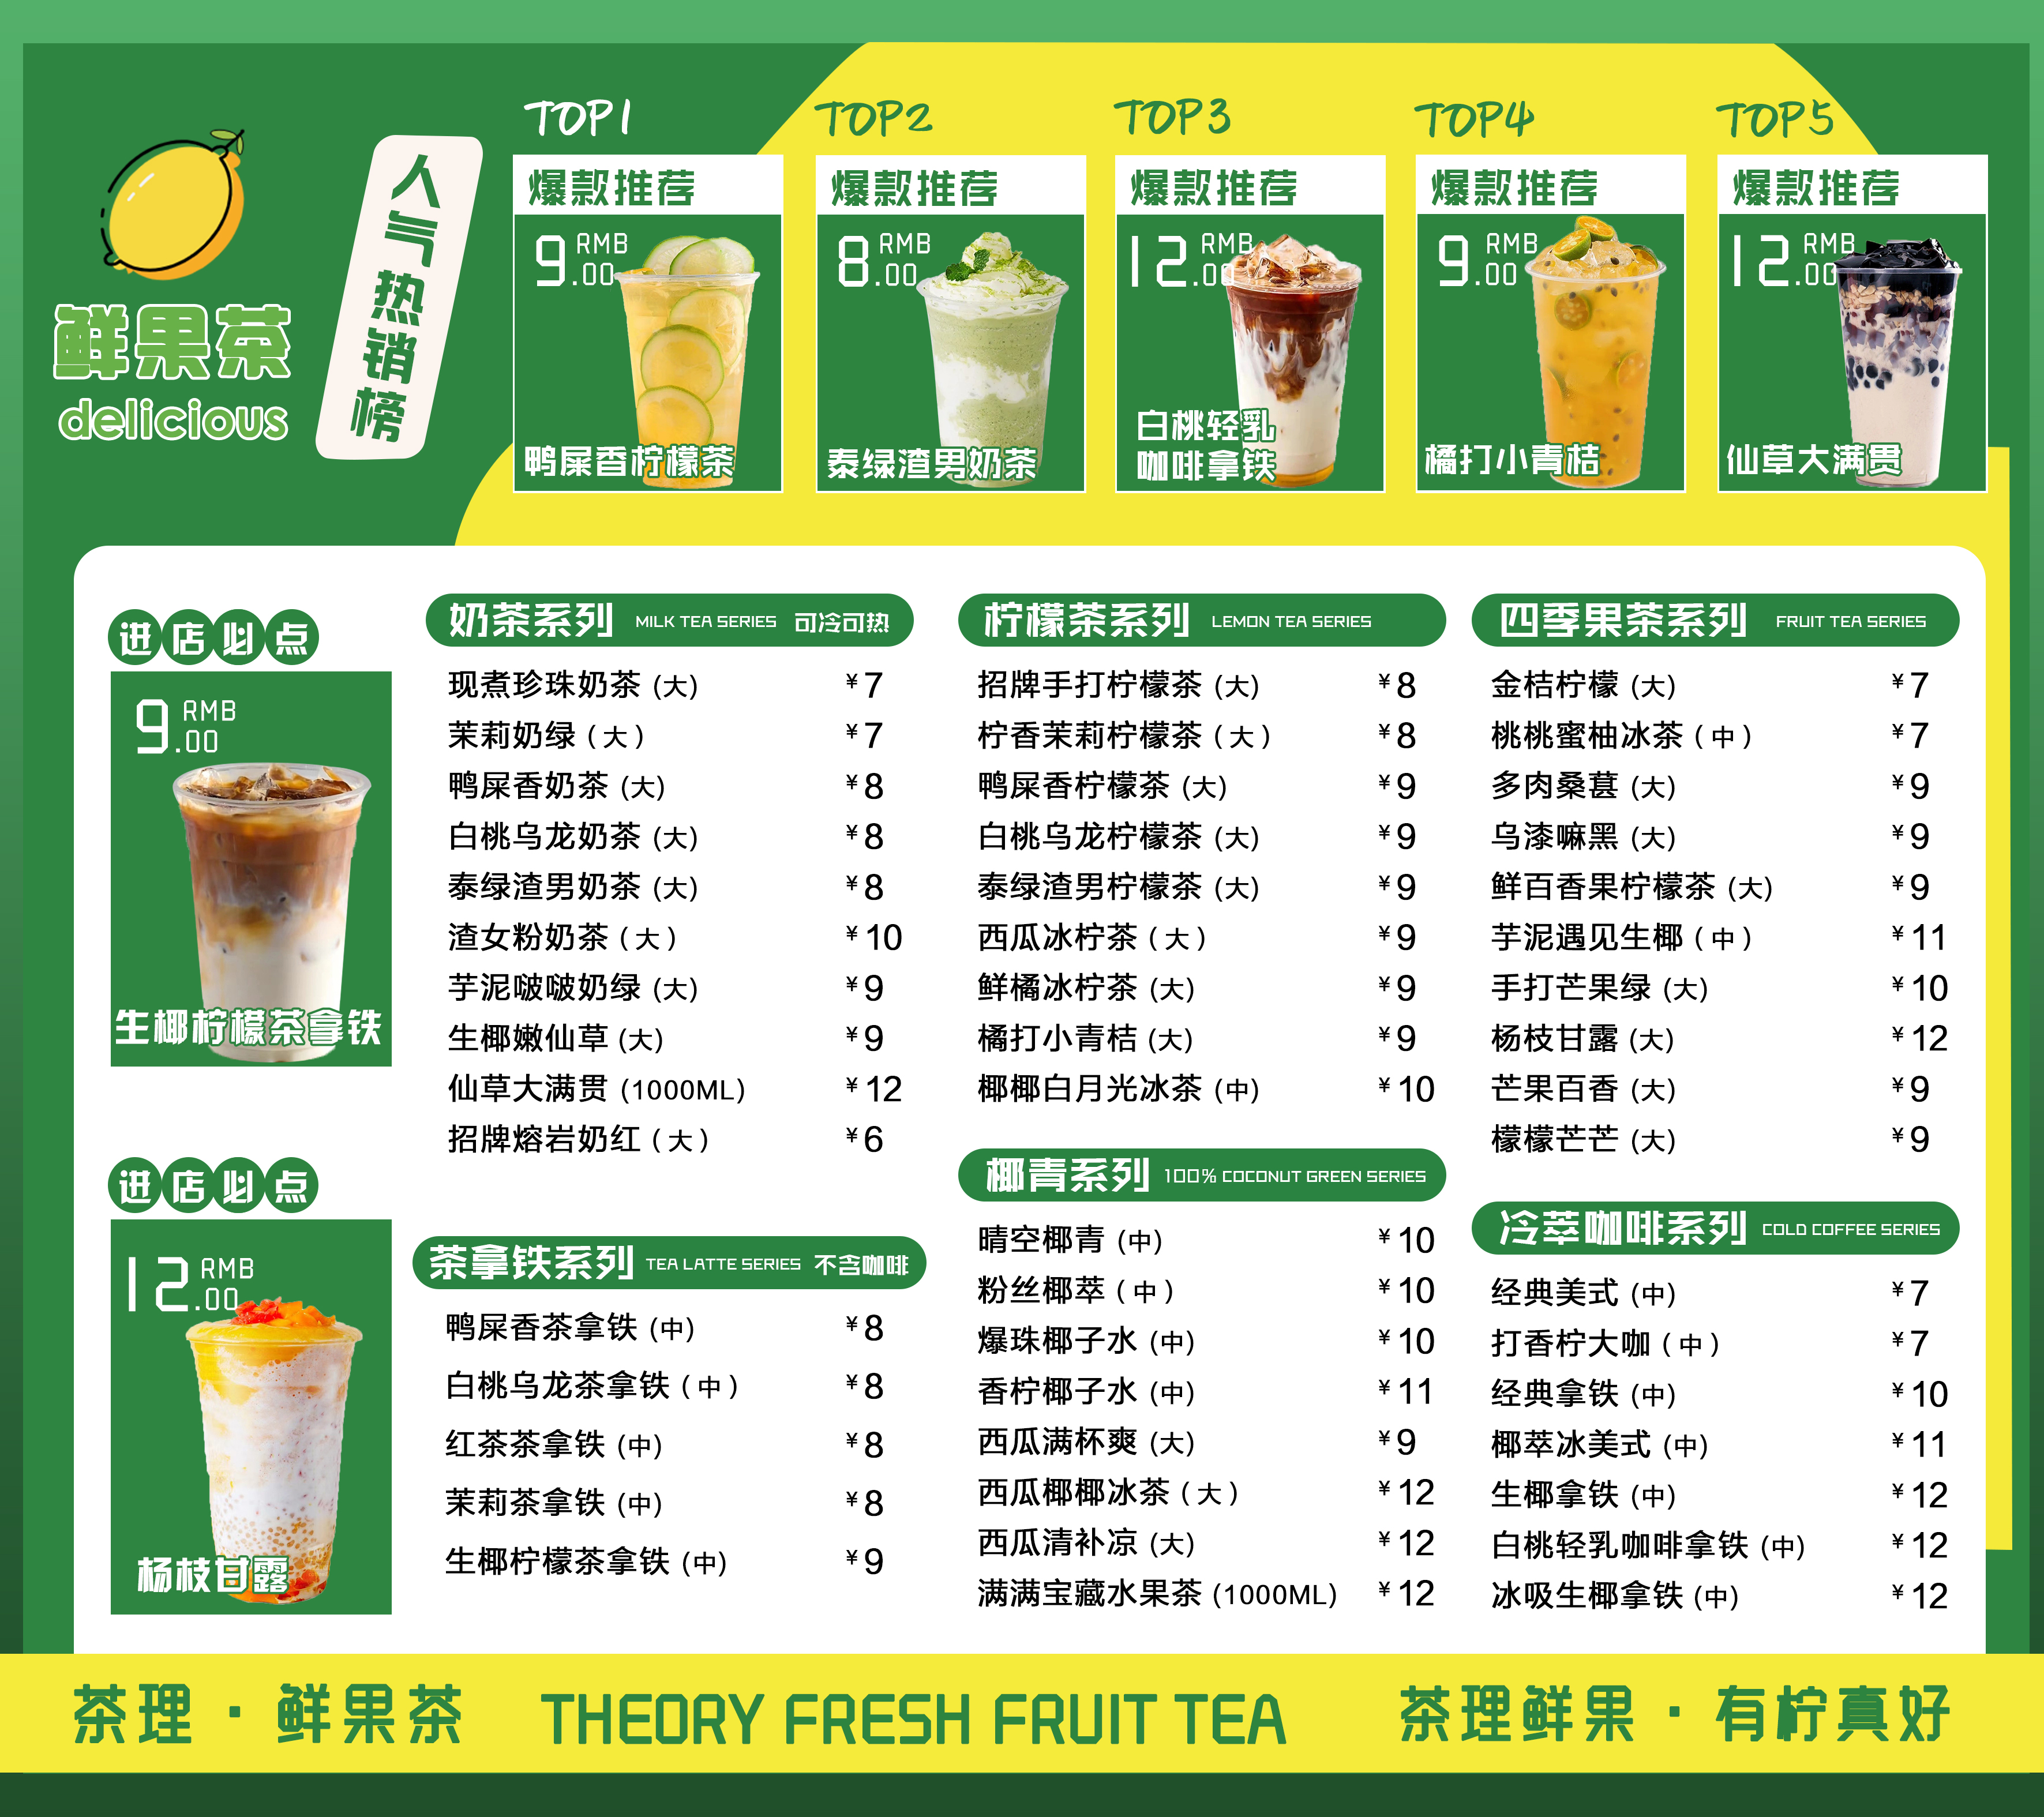 鲜果茶
delicious
人气热销榜
TOP1
爆款推荐
9.00 RMB
鸭屎香柠檬茶
TOP2
爆款推荐
8.00 RMB
泰绿渣男奶茶
TOP3
爆款推荐
12.00 RMB
白桃轻乳
咖啡拿铁
TOP4
爆款推荐
9.00 RMB
橘打小青桔
TOP5
爆款推荐
12.00 RMB
仙草大满贯
进店必点
9.00 RMB
生椰柠檬茶拿铁
进店必点
12.00 RMB
杨枝甘露
奶茶系列 MILK TEA SERIES 可冷可热
现煮珍珠奶茶 (大) ¥7
茉莉奶绿（大） ¥7
鸭屎香奶茶 (大) ¥8
白桃乌龙奶茶 (大) ¥8
泰绿渣男奶茶 (大) ¥8
渣女粉奶茶（大） ¥10
芋泥啵啵奶绿 (大) ¥9
生椰嫩仙草 (大) ¥9
仙草大满贯 (1000ML) ¥12
招牌熔岩奶红（大） ¥6
茶拿铁系列 TEA LATTE SERIES 不含咖啡
鸭屎香茶拿铁 (中) ¥8
白桃乌龙茶拿铁（中） ¥8
红茶茶拿铁 (中) ¥8
茉莉茶拿铁 (中) ¥8
生椰柠檬茶拿铁 (中) ¥9
柠檬茶系列 LEMON TEA SERIES
招牌手打柠檬茶 (大) ¥8
柠香茉莉柠檬茶（大） ¥8
鸭屎香柠檬茶 (大) ¥9
白桃乌龙柠檬茶 (大) ¥9
泰绿渣男柠檬茶 (大) ¥9
西瓜冰柠茶（大） ¥9
鲜橘冰柠茶 (大) ¥9
橘打小青桔 (大) ¥9
椰椰白月光冰茶 (中) ¥10
椰青系列 100% COCONUT GREEN SERIES
晴空椰青 (中) ¥10
粉丝椰萃（中） ¥10
爆珠椰子水 (中) ¥10
香柠椰子水 (中) ¥11
西瓜满杯爽 (大) ¥9
西瓜椰椰冰茶（大） ¥12
西瓜清补凉 (大) ¥12
满满宝藏水果茶 (1000ML) ¥12
四季果茶系列 FRUIT TEA SERIES
金桔柠檬 (大) ¥7
桃桃蜜柚冰茶（中） ¥7
多肉桑葚 (大) ¥9
乌漆嘛黑 (大) ¥9
鲜百香果柠檬茶 (大) ¥9
芋泥遇见生椰（中） ¥11
手打芒果绿 (大) ¥10
杨枝甘露 (大) ¥12
芒果百香 (大) ¥9
檬檬芒芒 (大) ¥9
冷萃咖啡系列 COLD COFFEE SERIES
经典美式 (中) ¥7
打香柠大咖（中） ¥7
经典拿铁 (中) ¥10
椰萃冰美式 (中) ¥11
生椰拿铁 (中) ¥12
白桃轻乳咖啡拿铁 (中) ¥12
冰吸生椰拿铁 (中) ¥12
茶理·鲜果茶 THEORY FRESH FRUIT TEA 茶理鲜果·有柠真好